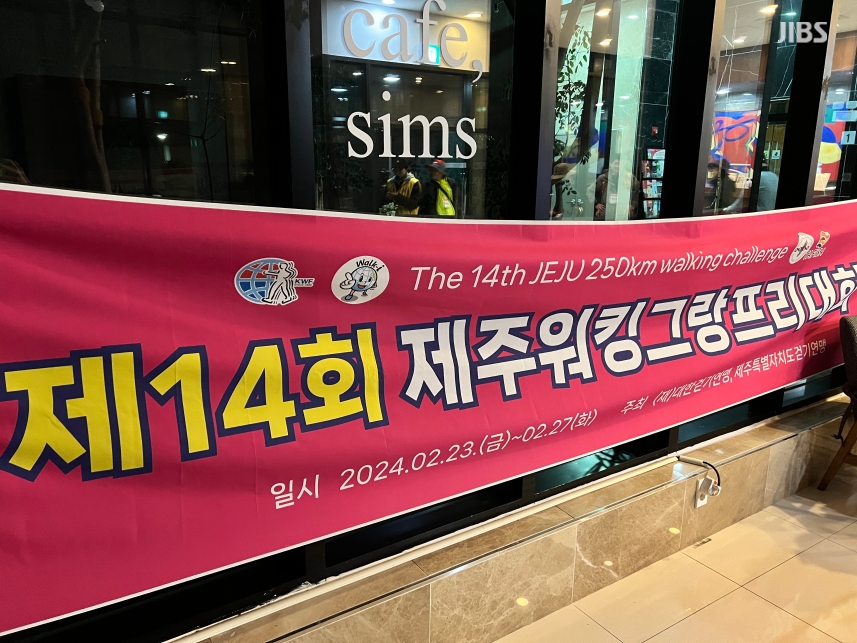 JIBS
cafe,
sims
KWF
Walk
The 14th JEJU 250km walking challenge
제14회 제주워킹그랑프리대회
주최 (재)대한걷기연맹, 제주특별자치도걷기연맹
일시 2024.02.23.(금)~02.27(화)
1